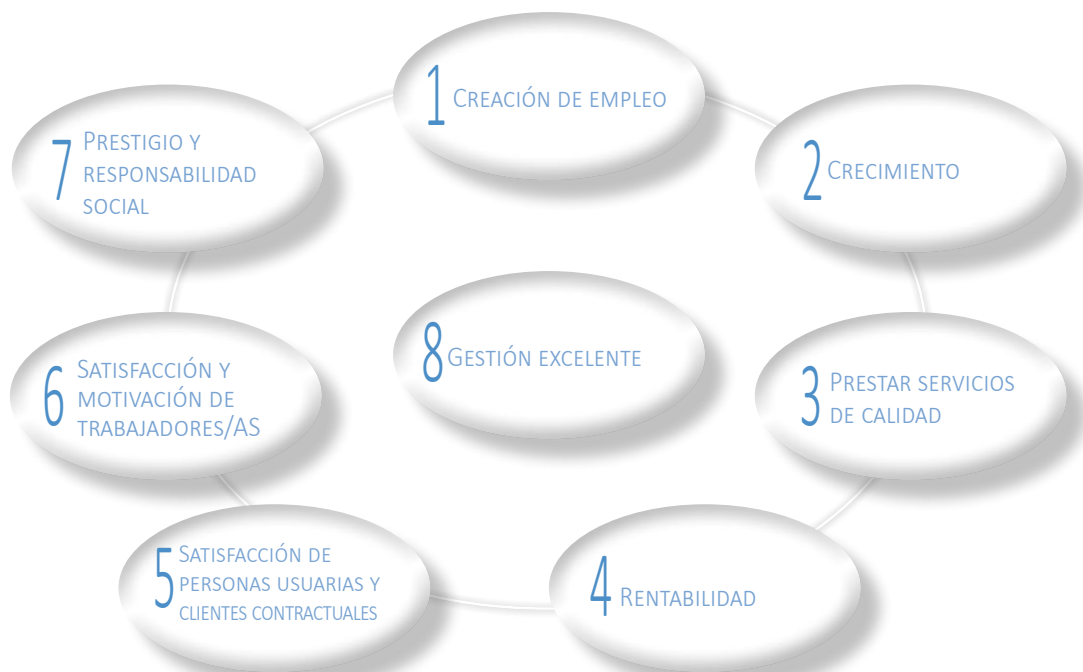 1 CREACIÓN DE EMPLEO
2 CRECIMIENTO
3 PRESTAR SERVICIOS
DE CALIDAD
4 RENTABILIDAD
5 SATISFACCIÓN DE
PERSONAS USUARIAS Y
CLIENTES CONTRACTUALES
6 SATISFACCIÓN Y
MOTIVACIÓN DE
TRABAJADORES/AS
7 PRESTIGIO Y
RESPONSABILIDAD
SOCIAL
8 GESTIÓN EXCELENTE